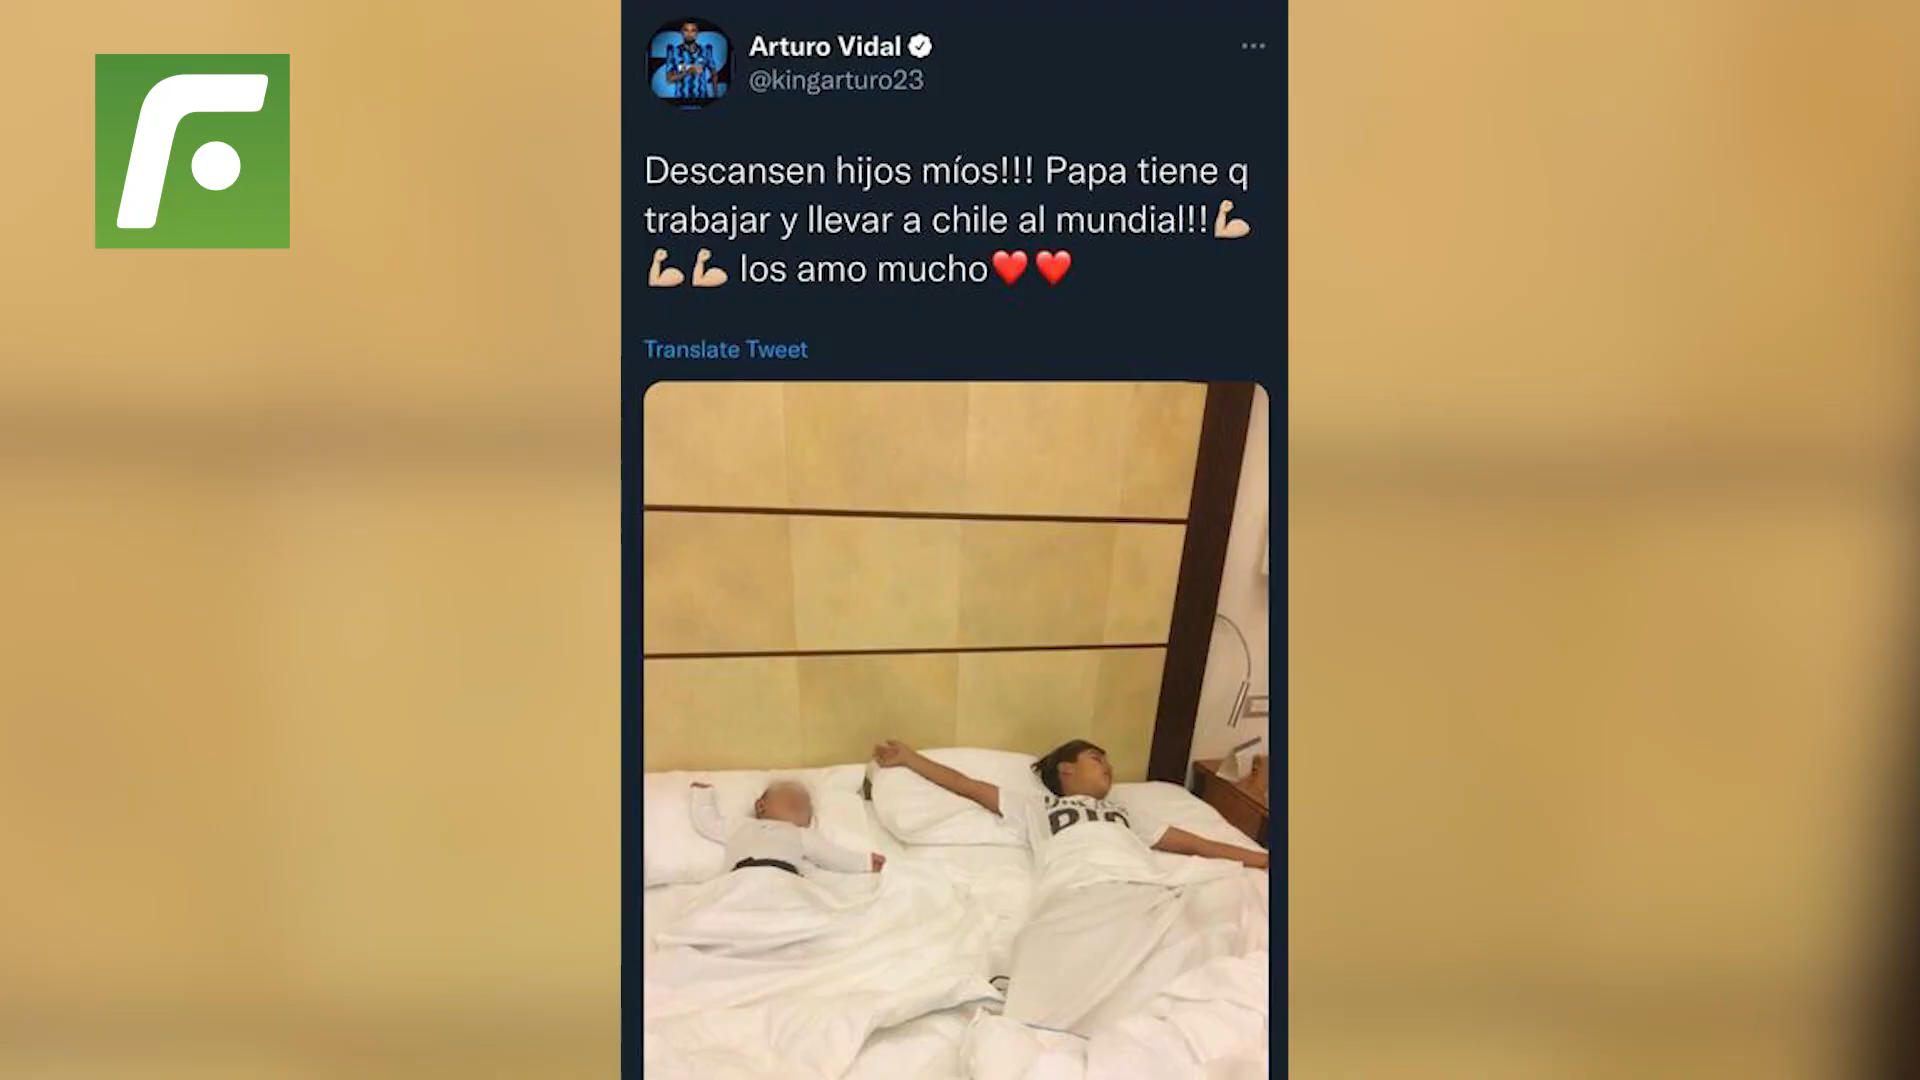 Arturo Vidal
@kingarturo23
Descansen hijos míos!!! Papa tiene q
trabajar y llevar a chile al mundial!!💪🏼
💪🏼💪🏼 los amo mucho❤️❤️
Translate Tweet